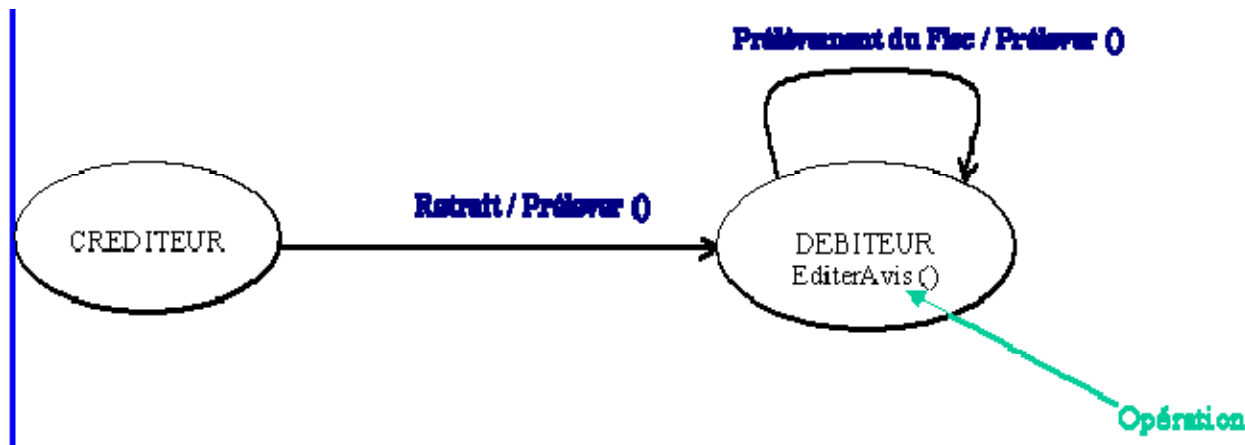 Prélèvement du Fisc / Prélever ()
Retrait / Prélever ()
CREDITEUR
DEBITEUR
EditerAvis ()
Opération